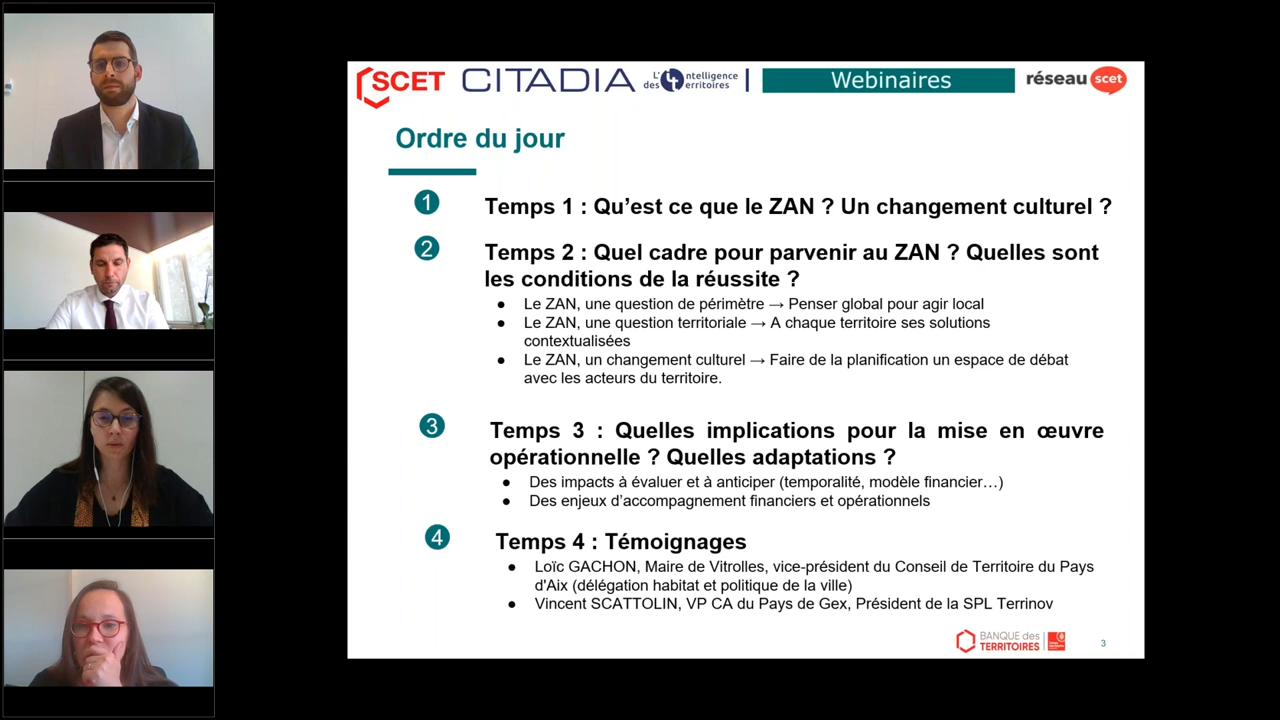 SCET
CITADIA
L'intelligence
des territoires
Webinaires
réseau scet
Ordre du jour
1 Temps 1 : Qu’est ce que le ZAN ? Un changement culturel ?
2 Temps 2 : Quel cadre pour parvenir au ZAN ? Quelles sont
les conditions de la réussite ?
● Le ZAN, une question de périmètre → Penser global pour agir local
● Le ZAN, une question territoriale → A chaque territoire ses solutions
contextualisées
● Le ZAN, un changement culturel → Faire de la planification un espace de débat
avec les acteurs du territoire.
3 Temps 3 : Quelles implications pour la mise en œuvre
opérationnelle ? Quelles adaptations ?
● Des impacts à évaluer et à anticiper (temporalité, modèle financier…)
● Des enjeux d’accompagnement financiers et opérationnels
4 Temps 4 : Témoignages
● Loïc GACHON, Maire de Vitrolles, vice-président du Conseil de Territoire du Pays
d'Aix (délégation habitat et politique de la ville)
● Vincent SCATTOLIN, VP CA du Pays de Gex, Président de la SPL Terrinov
BANQUE des
TERRITOIRES
3